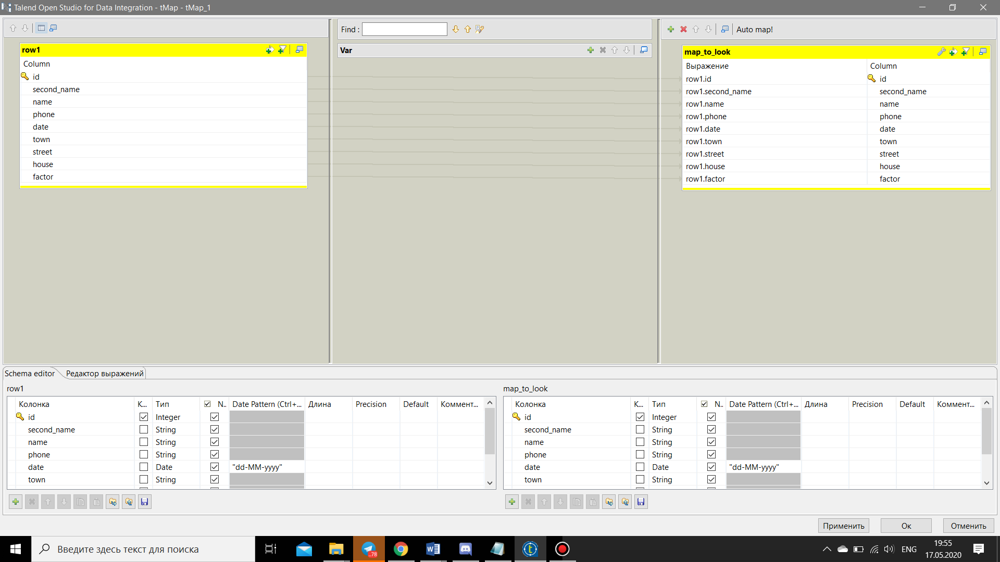 Talend Open Studio for Data Integration - tMap - tMap_1
Find :
Auto map!
row1
Column
id
second_name
name
phone
date
town
street
house
factor
Var
map_to_look
Выражение Column
row1.id id
row1.second_name second_name
row1.name name
row1.phone phone
row1.date date
row1.town town
row1.street street
row1.house house
row1.factor factor
Schema editor Редактор выражений
row1
Колонка К... Тип N.. Date Pattern (Ctrl+... Длина Precision Default Коммент...
id Integer
second_name String
name String
phone String
date Date "dd-MM-yyyy"
town String
map_to_look
Колонка К... Тип N.. Date Pattern (Ctrl+... Длина Precision Default Коммент...
id Integer
second_name String
name String
phone String
date Date "dd-MM-yyyy"
town String
Применить Ок Отменить
Введите здесь текст для поиска
..78
ENG
19:55
17.05.2020